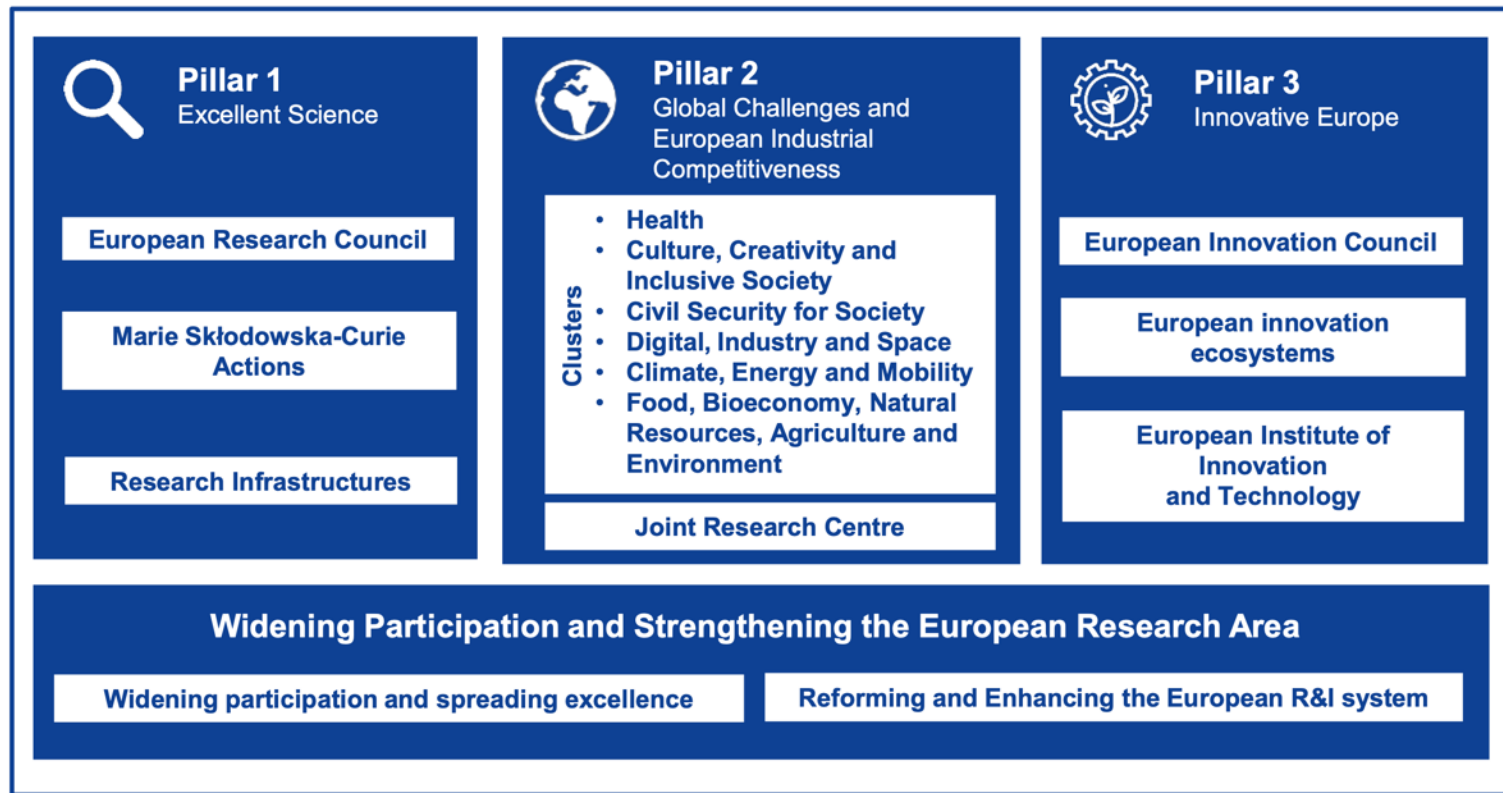 Pillar 1
Excellent Science
European Research Council
Marie Skłodowska-Curie
Actions
Research Infrastructures
Pillar 2
Global Challenges and
European Industrial
Competitiveness
Clusters
• Health
• Culture, Creativity and
Inclusive Society
• Civil Security for Society
• Digital, Industry and Space
• Climate, Energy and Mobility
• Food, Bioeconomy, Natural
Resources, Agriculture and
Environment
Joint Research Centre
Pillar 3
Innovative Europe
European Innovation Council
European innovation
ecosystems
European Institute of
Innovation
and Technology
Widening Participation and Strengthening the European Research Area
Widening participation and spreading excellence
Reforming and Enhancing the European R&I system